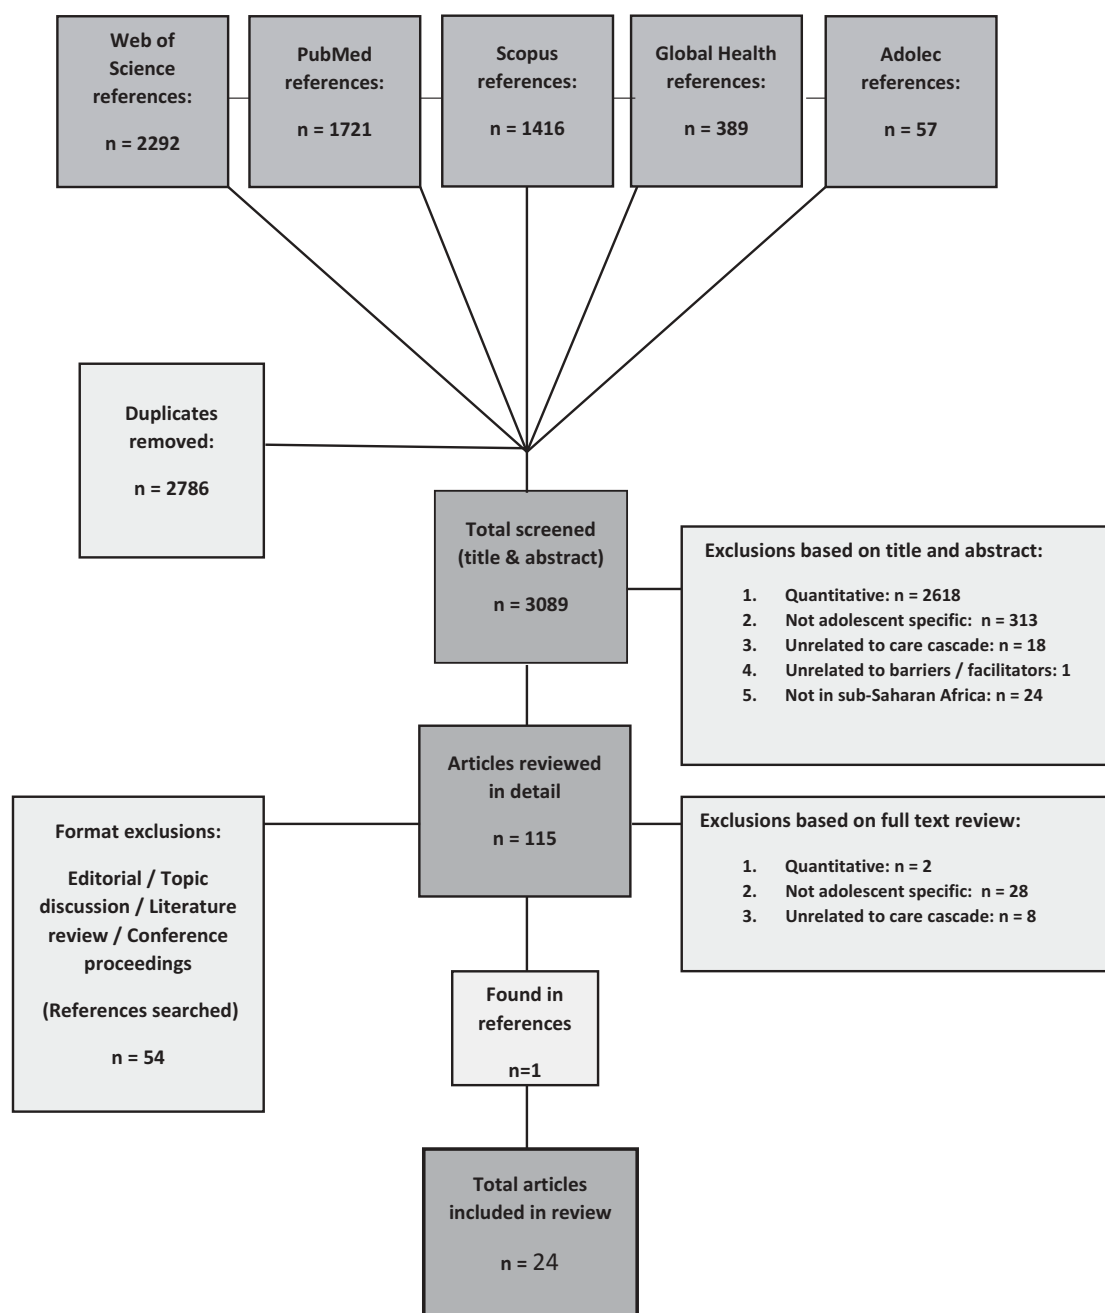 Web of
Science
references:
n = 2292
PubMed
references:
n = 1721
Scopus
references:
n = 1416
Global Health
references:
n = 389
Adolec
references:
n = 57
Duplicates
removed:
n = 2786
Total screened
(title & abstract)
n = 3089
Exclusions based on title and abstract:
1. Quantitative: n = 2618
2. Not adolescent specific: n = 313
3. Unrelated to care cascade: n = 18
4. Unrelated to barriers / facilitators: 1
5. Not in sub-Saharan Africa: n = 24
Articles reviewed
in detail
n = 115
Format exclusions:
Editorial / Topic
discussion / Literature
review / Conference
proceedings
(References searched)
n = 54
Exclusions based on full text review:
1. Quantitative: n = 2
2. Not adolescent specific: n = 28
3. Unrelated to care cascade: n = 8
Found in
references
n=1
Total articles
included in review
n = 24